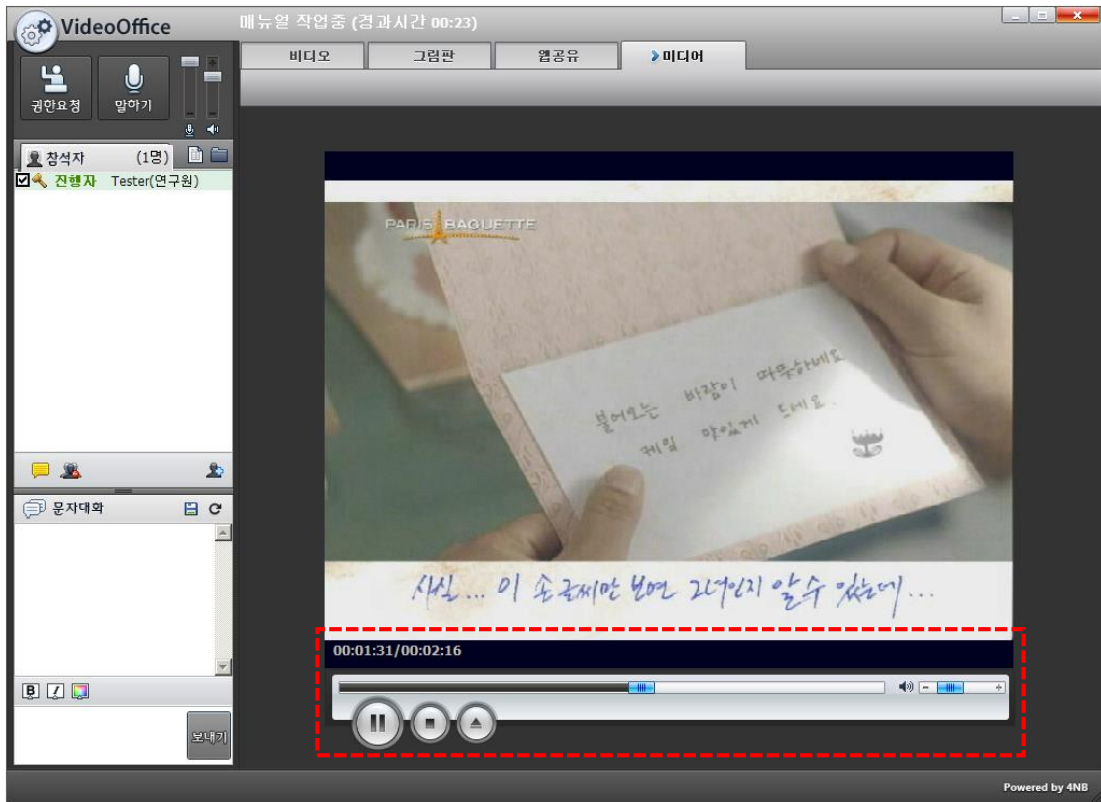 VideoOffice
매뉴얼 작업중 (경과시간 00:23)
비디오 그림판 웹공유 미디어
권한요청 말하기
참석자 (1명)
진행자 Tester(연구원)
PARIS BAGUETTE
불어오는 바람이 따뜻하네요
케익 맛있게 드세요.
사실... 이 손글씨만 보면 그녀인지 알수 있는데...
문자대화
00:01:31/00:02:16
B I
보내기
Powered by 4NB